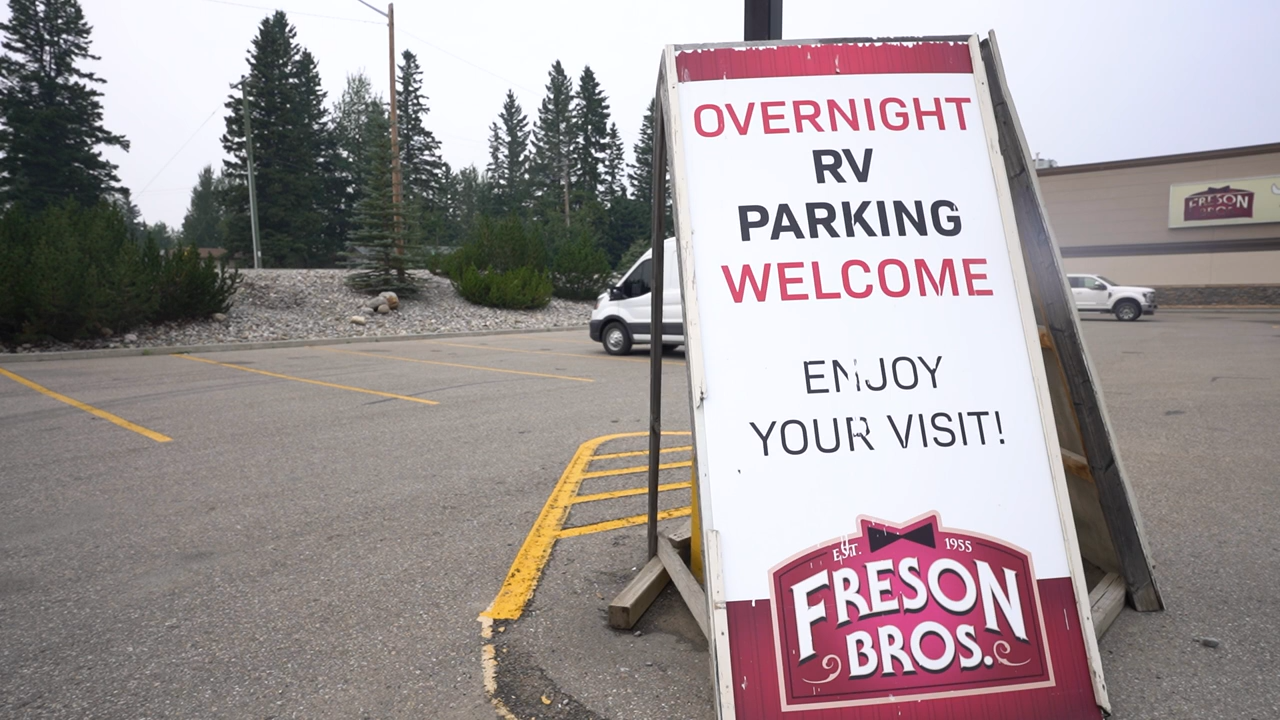 OVERNIGHT
RV
PARKING
WELCOME
ENJOY
YOUR VISIT!
EST. 1955
FRESON
BROS.
FRESON
BROS.